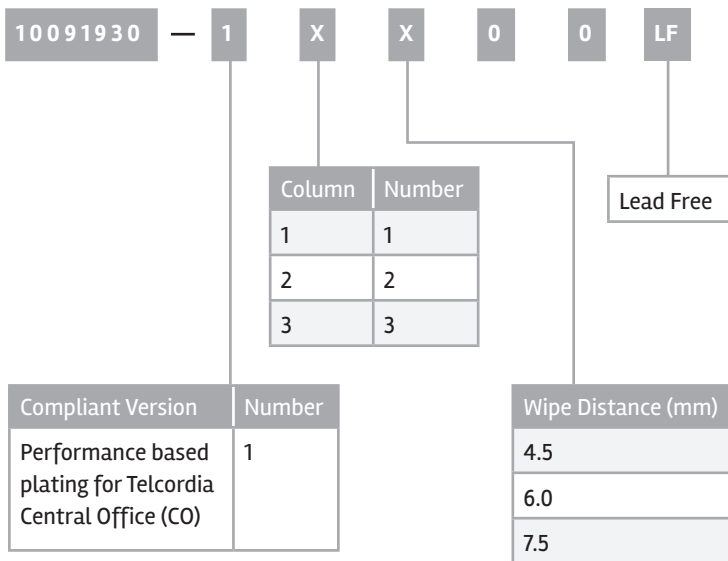 10091930 — 1 X X 0 0 LF
Column Number
1 1
2 2
3 3
Lead Free
Compliant Version Number
Performance based 1
plating for Telcordia
Central Office (CO)
Wipe Distance (mm)
4.5
6.0
7.5